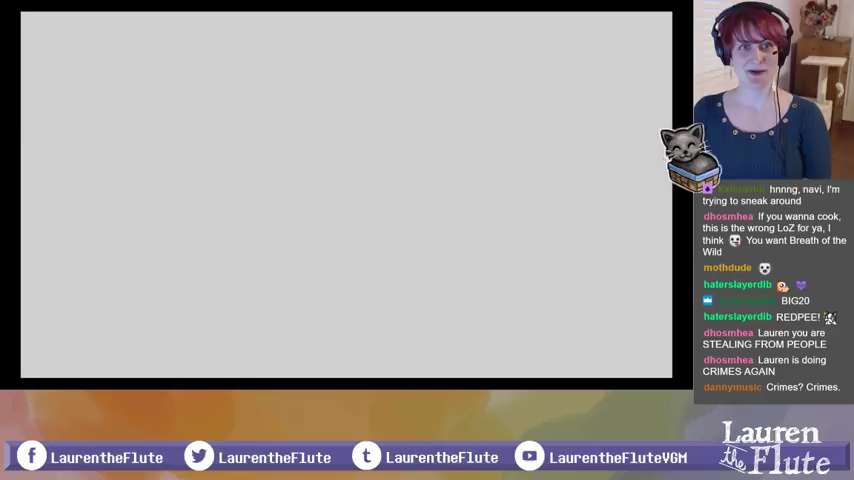 hnnng, navi, I'm
trying to sneak around
dhosmhea If you wanna cook,
this is the wrong LoZ for ya, I
think You want Breath of the
Wild
mothdude
haterslayerdib
BIG20
haterslayerdib REDPEE!
dhosmhea Lauren you are
STEALING FROM PEOPLE
dhosmhea Lauren is doing
CRIMES AGAIN
dannymusic Crimes? Crimes.
LaurentheFlute
LaurentheFlute
LaurentheFlute
LaurentheFluteVGM
Lauren
the Flute